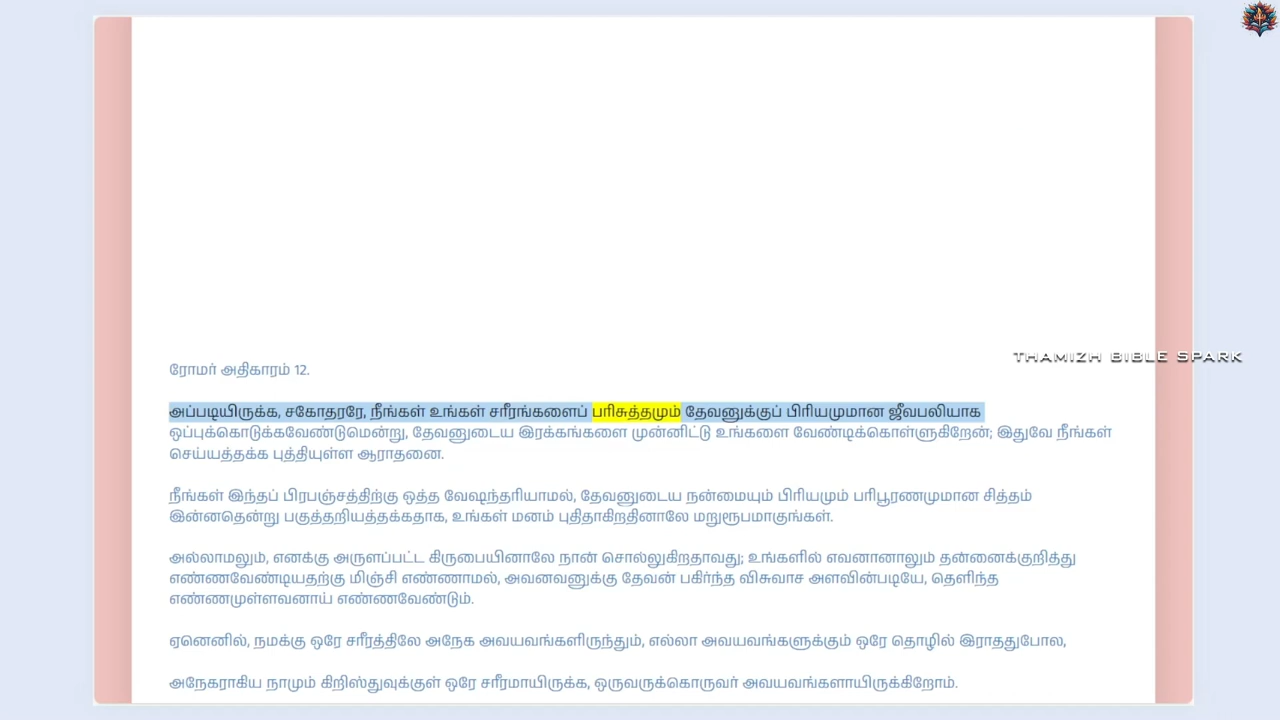 ரோமர் அதிகாரம் 12.
THAMIZH BIBLE SPARK
அப்படியிருக்க, சகோதரரே, நீங்கள் உங்கள் சரீரங்களைப் பரிசுத்தமும் தேவனுக்குப் பிரியமுமான ஜீவபலியாக
ஒப்புக்கொடுக்கவேண்டுமென்று, தேவனுடைய இரக்கங்களை முன்னிட்டு உங்களை வேண்டிக்கொள்ளுகிறேன்; இதுவே நீங்கள்
செய்யத்தக்க புத்தியுள்ள ஆராதனை.
நீங்கள் இந்தப் பிரபஞ்சத்திற்கு ஒத்த வேஷந்தரியாமல், தேவனுடைய நன்மையும் பிரியமும் பரிபூரணமுமான சித்தம்
இன்னதென்று பகுத்தறியத்தக்கதாக, உங்கள் மனம் புதிதாகிறதினாலே மறுரூபமாகுங்கள்.
அல்லாமலும், எனக்கு அருளப்பட்ட கிருபையினாலே நான் சொல்லுகிறதாவது; உங்களில் எவனானாலும் தன்னைக்குறித்து
எண்ணவேண்டியதற்கு மிஞ்சி எண்ணாமல், அவனவனுக்கு தேவன் பகிர்ந்த விசுவாச அளவின்படியே, தெளிந்த
எண்ணமுள்ளவனாய் எண்ணவேண்டும்.
ஏனெனில், நமக்கு ஒரே சரீரத்திலே அநேக அவயவங்களிருந்தும், எல்லா அவயவங்களுக்கும் ஒரே தொழில் இராததுபோல,
அநேகராகிய நாமும் கிறிஸ்துவுக்குள் ஒரே சரீரமாயிருக்க, ஒருவருக்கொருவர் அவயவங்களாயிருக்கிறோம்.